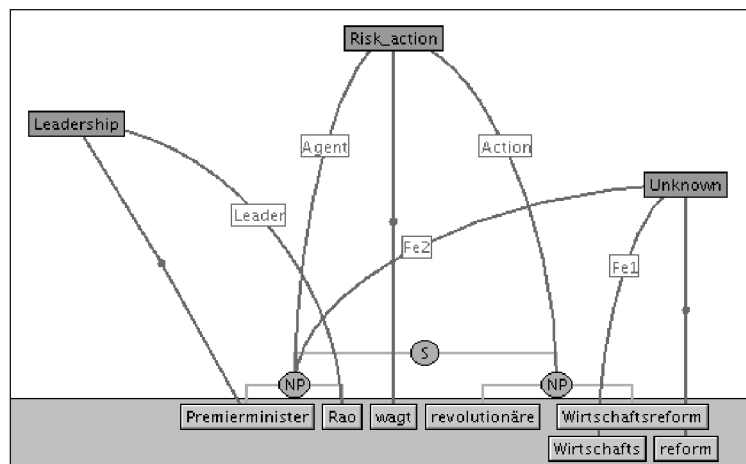 Risk_action
Leadership
Agent
Action
Unknown
Leader
Fe2
Fe1
S
NP
NP
Premierminister Rao wagt revolutionäre Wirtschaftsreform
Wirtschafts reform